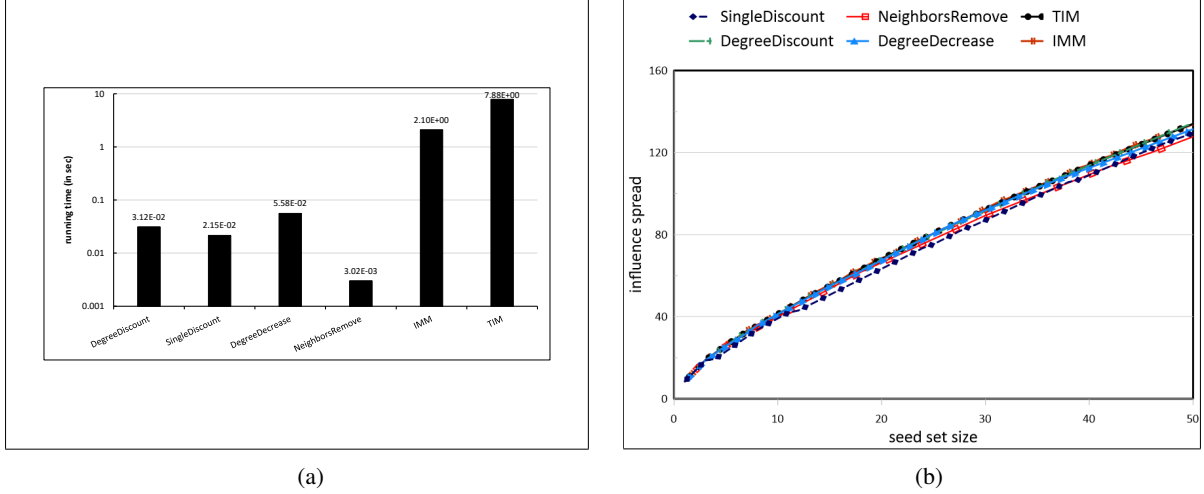 10
1
0.1
0.01
0.001
running time (in sec)
3.12E-02
2.15E-02
5.58E-02
3.02E-03
2.10E+00
7.88E+00
DegreeDiscount
SingleDiscount
DegreeDecrease
NeighborsRemove
IMM
TIM
(a)
SingleDiscount NeighborsRemove TIM
DegreeDiscount DegreeDecrease IMM
160
120
80
40
0
influence spread
0 10 20 30 40 50
seed set size
(b)